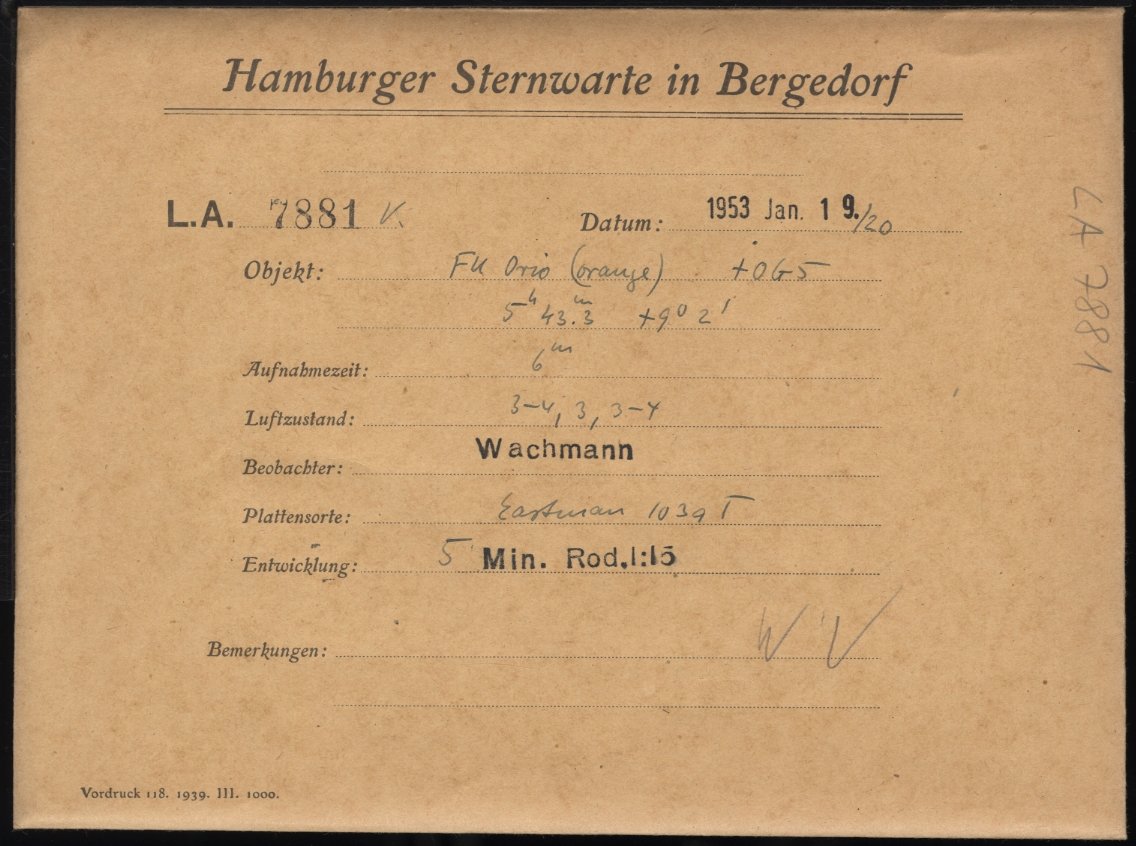 Hamburger Sternwarte in Bergedorf
L.A. 7881 K
Datum: 1953 Jan. 19./20
Objekt: FU Orio (orange) +OG5
5h 43.m3 +9° 2'
Aufnahmezeit: 6m
Luftzustand: 3-4, 3, 3-4
Beobachter: Wachmann
Plattensorte: Eastman 103a T
Entwicklung: 5 Min. Rod. 1:15
Bemerkungen: W V
Vordruck 118. 1939. III. 1000.
LA 7881